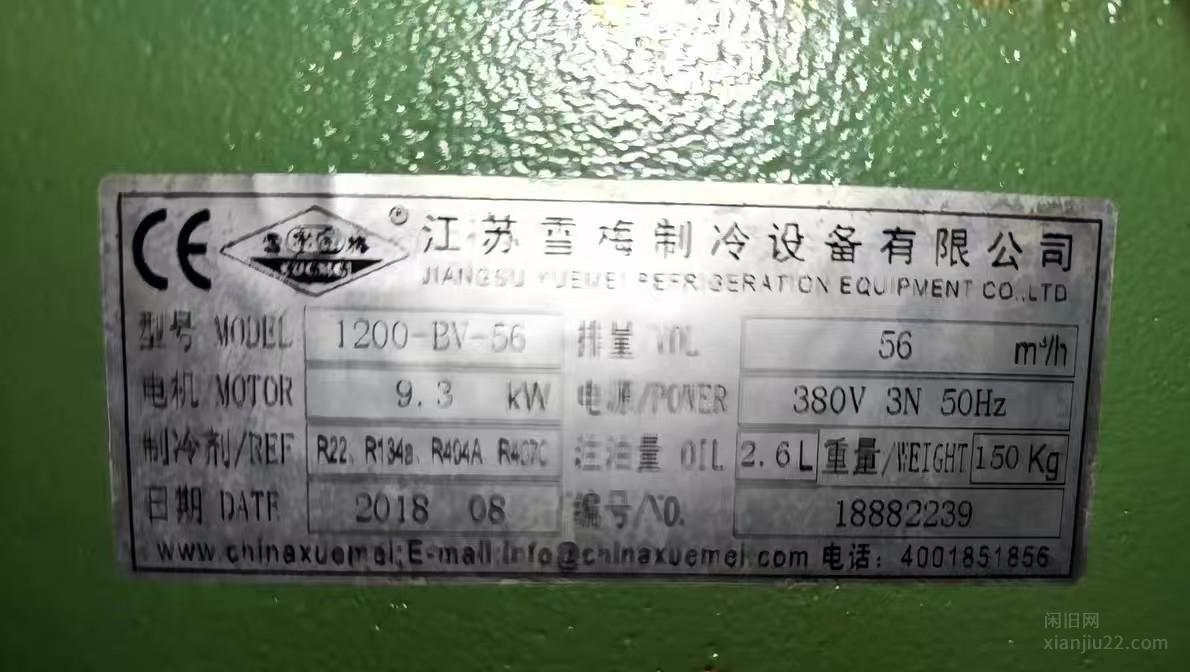 CE 雪梅 XUEMEI ® 江苏雪梅制冷设备有限公司
JIANGSU XUEMEI REFRIGERATION EQUIPMENT CO.,LTD
型号 MODEL 1200-BV-56 排量/VOL 56 m³/h
电机/MOTOR 9.3 kW 电源/POWER 380V 3N 50Hz
制冷剂/REF R22、R134a、R404A、R407C 注油量 OIL 2.6L 重量/WEIGHT 150Kg
日期 DATE 2018 08 编号/NO. 18882239
www.chinaxuemei;E-mail:info@chinaxuemei.com 电话：4001851856
闲旧网
xianjiu22.com